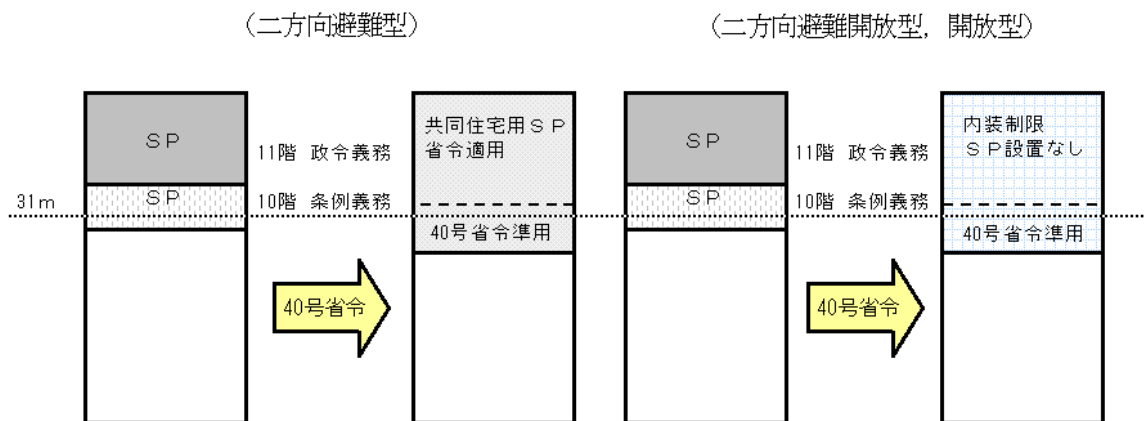 （二方向避難型）
（二方向避難開放型，開放型）
ＳＰ
11階 政令義務
共同住宅用ＳＰ
省令適用
ＳＰ
11階 政令義務
内装制限
ＳＰ設置なし
31ｍ
ＳＰ
10階 条例義務
ＳＰ
10階 条例義務
40号省令準用
40号省令準用
40号省令
40号省令